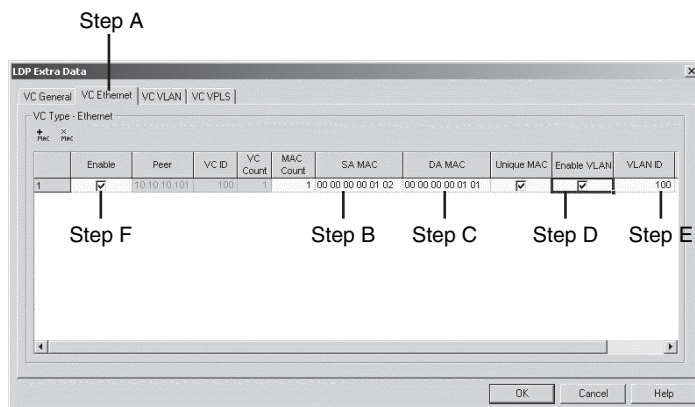 Step A
LDP Extra Data
VC General VC Ethernet VC VLAN VC VPLS
VC Type - Ethernet
MAC MAC
Enable Peer VC ID VC Count MAC Count SA MAC DA MAC Unique MAC Enable VLAN VLAN ID
1 10.10.10.101 100 1 1 00 00 00 00 01 02 00 00 00 00 01 01 100
Step F Step B Step C Step D Step E
OK Cancel Help